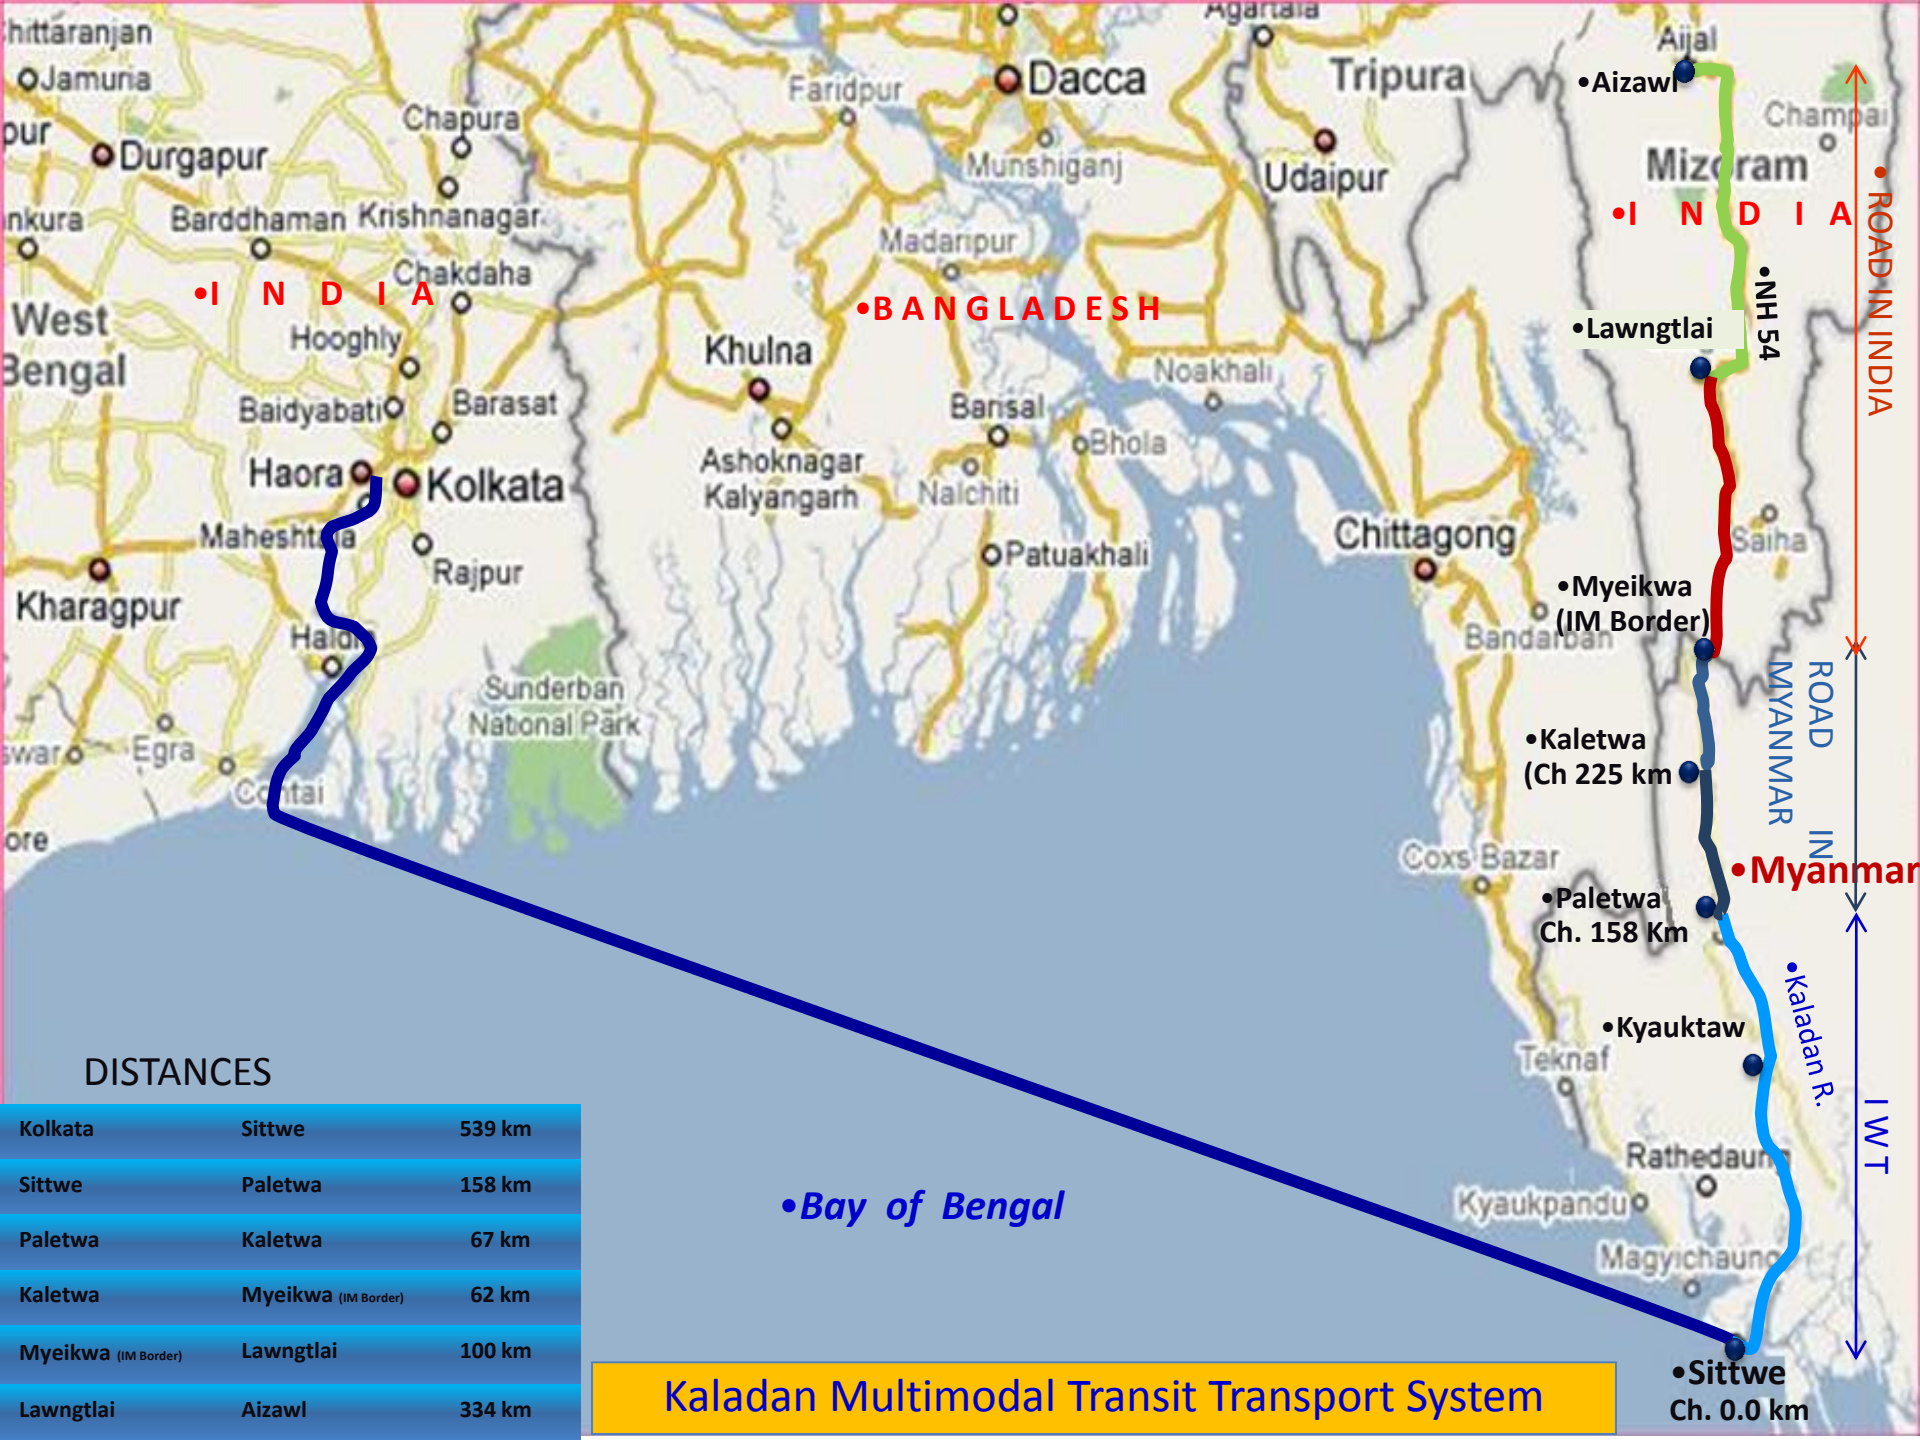 hittaranjan
Jamuria
pur
Durgapur
Chapura
nkura
Barddhaman
Krishnanagar
Chakdaha
•I N D I A
West
Bengal
Hooghly
Baidyabati
Barasat
Haora
Kolkata
Rajpur
Kharagpur
Egra
swar
Contai
ore
Sunderban
National Park
Faridpur
Dacca
Munshiganj
Madaripur
•B A N G L A D E S H
Khulna
Ashoknagar
Kalyangarh
Barisal
Nalchiti
Bhola
Noakhali
Patuakhali
Agartala
Tripura
Udaipur
Chittagong
Bandarban
Coxs Bazar
Teknaf
Aijal
•Aizawl
Champai
Mizoram
•I N D I A
•ROAD IN INDIA
•NH 54
•Lawngtlai
Saiha
•Myeikwa
(IM Border)
ROAD IN
MYANMAR
•Kaletwa
(Ch 225 km
•Myanmar
•Paletwa
Ch. 158 Km
•Kaladan R.
•Kyauktaw
I W T
Rathedaung
Kyaukpandu
Magyichaung
•Sittwe
Ch. 0.0 km
•Bay of Bengal
DISTANCES
Kolkata Sittwe 539 km
Sittwe Paletwa 158 km
Paletwa Kaletwa 67 km
Kaletwa Myeikwa (IM Border) 62 km
Myeikwa (IM Border) Lawngtlai 100 km
Lawngtlai Aizawl 334 km
Kaladan Multimodal Transit Transport System